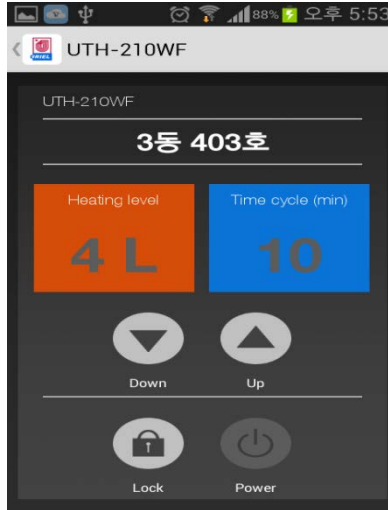 88% 오후 5:53
UTH-210WF
UTH-210WF
3동 403호
Heating level Time cycle (min)
4 L 10
Down Up
Lock Power